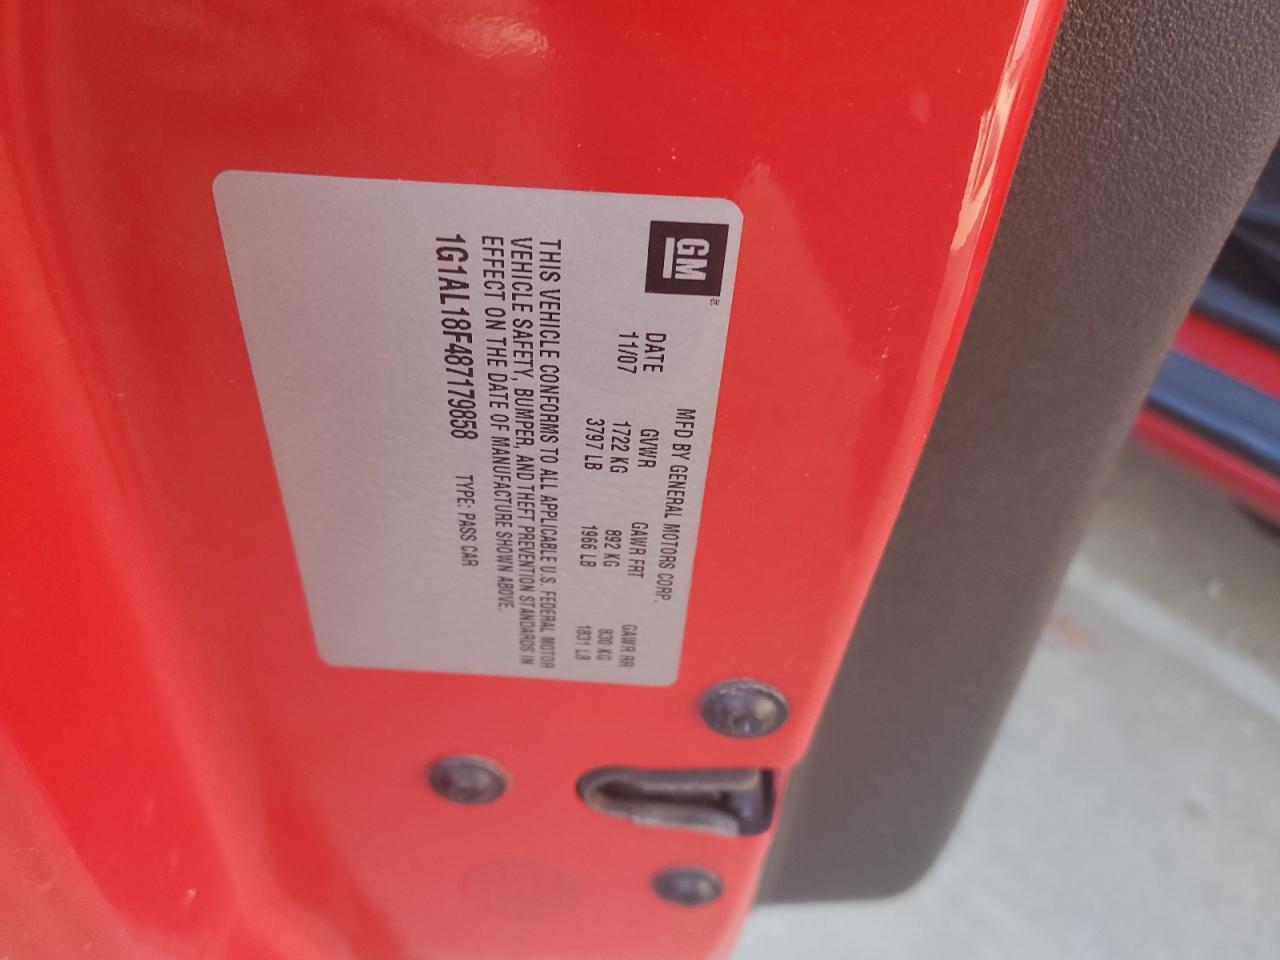 GM®
MFD BY GENERAL MOTORS CORP.
DATE GVWR GAWR FRT GAWR RR
11/07 1722 KG 892 KG 830 KG
3797 LB 1966 LB 1831 LB
THIS VEHICLE CONFORMS TO ALL APPLICABLE U.S. FEDERAL MOTOR
VEHICLE SAFETY, BUMPER, AND THEFT PREVENTION STANDARDS IN
EFFECT ON THE DATE OF MANUFACTURE SHOWN ABOVE.
1G1AL18F487179858 TYPE: PASS CAR